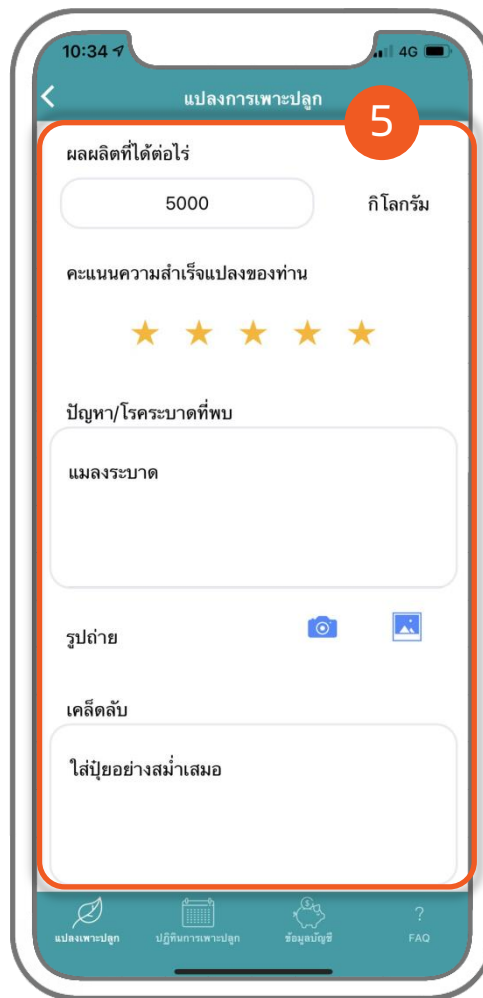 10:34
4G
แปลงการเพาะปลูก
5
ผลผลิตที่ได้ต่อไร่
5000
กิโลกรัม
คะแนนความสำเร็จแปลงของท่าน
ปัญหา/โรคระบาดที่พบ
แมลงระบาด
รูปถ่าย
เคล็ดลับ
ใส่ปุ๋ยอย่างสม่ำเสมอ
แปลงเพาะปลูก
ปฏิทินการเพาะปลูก
ข้อมูลบัญชี
?
FAQ